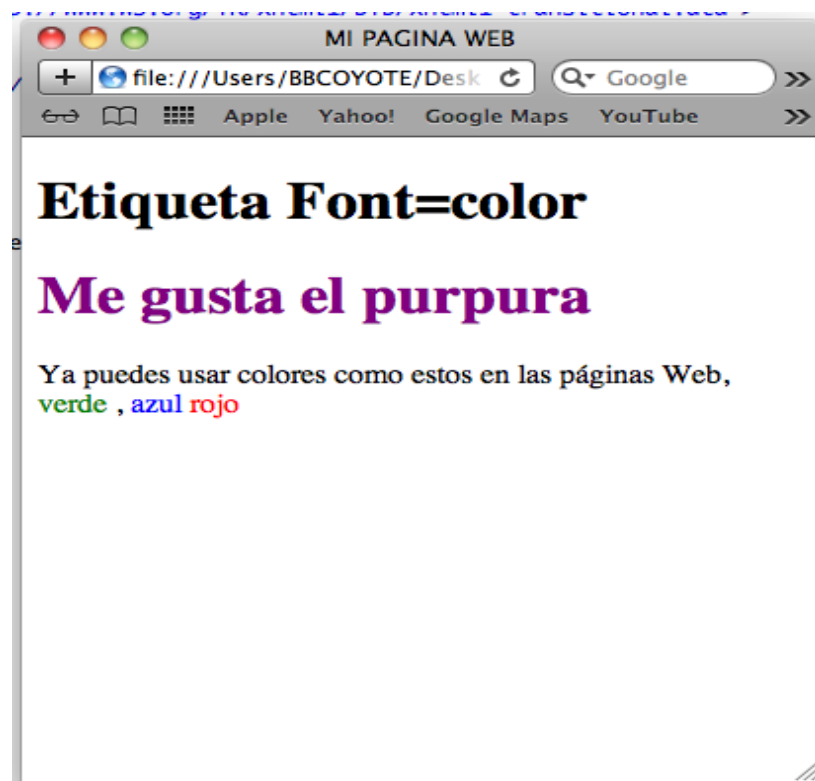 MI PAGINA WEB
file:///Users/BBCOYOTE/Desk
Google
Apple Yahoo! Google Maps YouTube
Etiqueta Font=color
Me gusta el purpura
Ya puedes usar colores como estos en las páginas Web,
verde , azul rojo